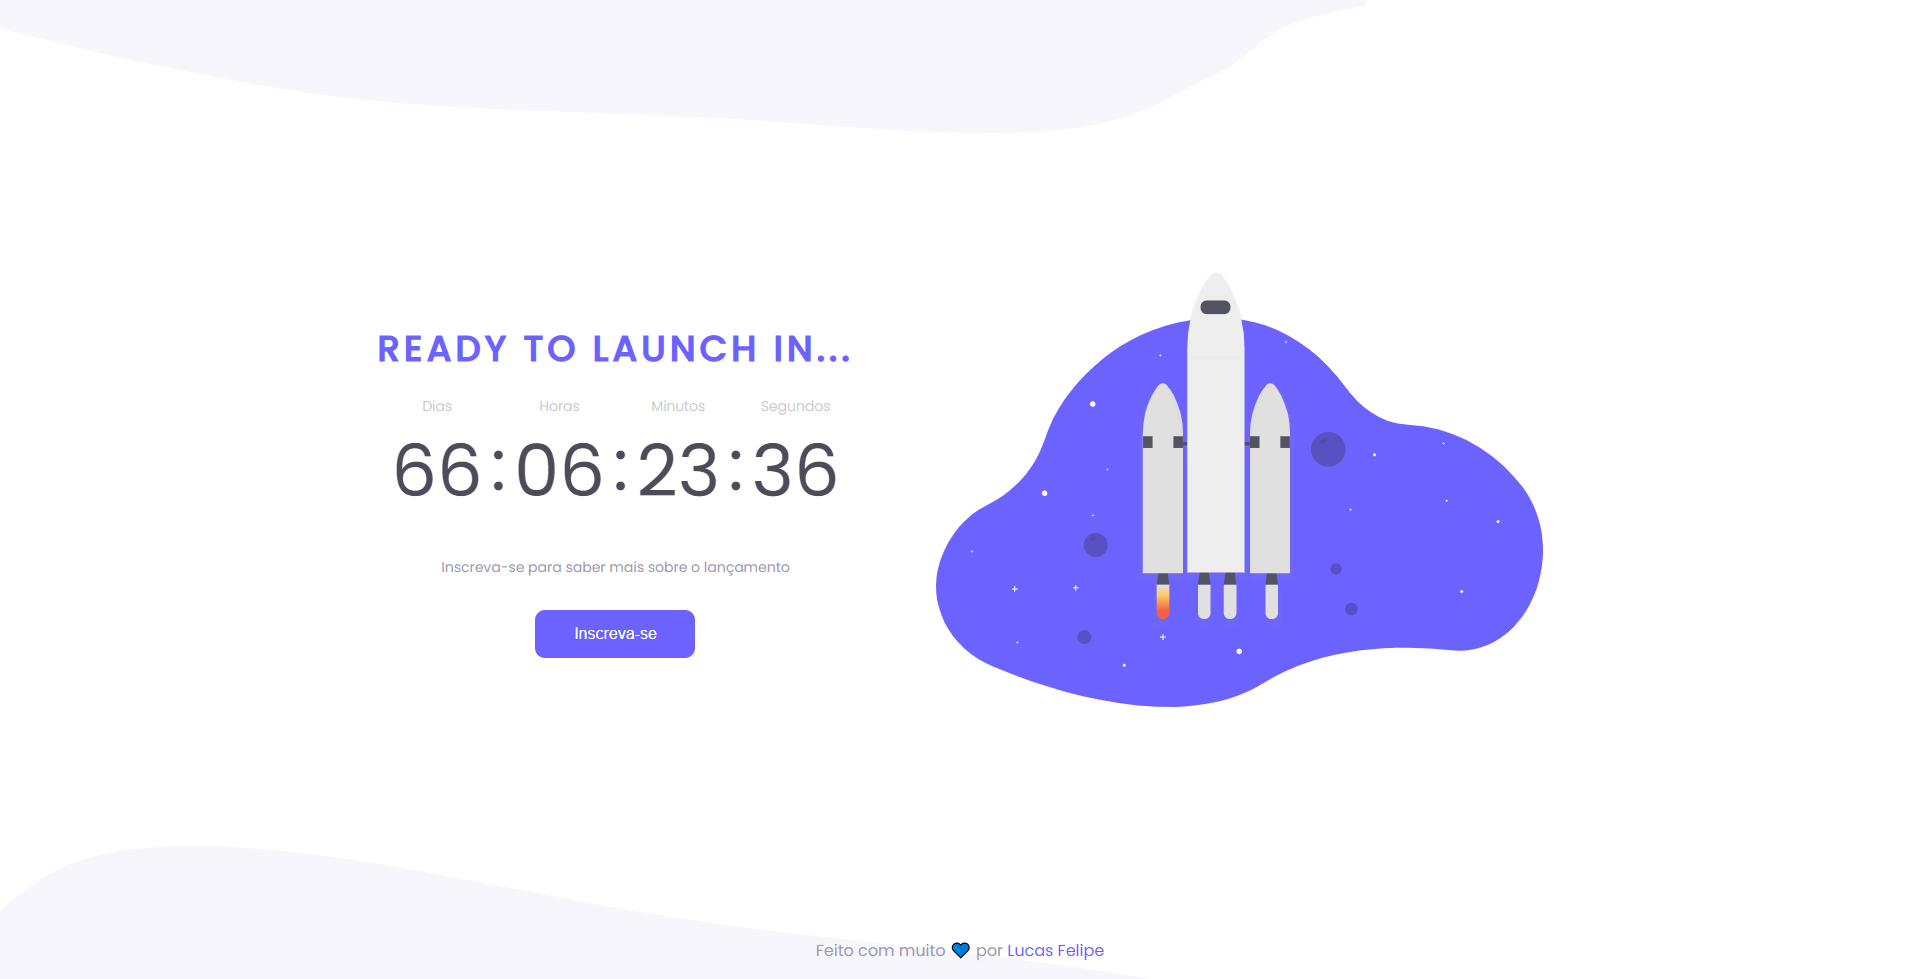 READY TO LAUNCH IN...
Dias Horas Minutos Segundos
66:06:23:36
Inscreva-se para saber mais sobre o lançamento
Inscreva-se
Feito com muito 💙 por Lucas Felipe